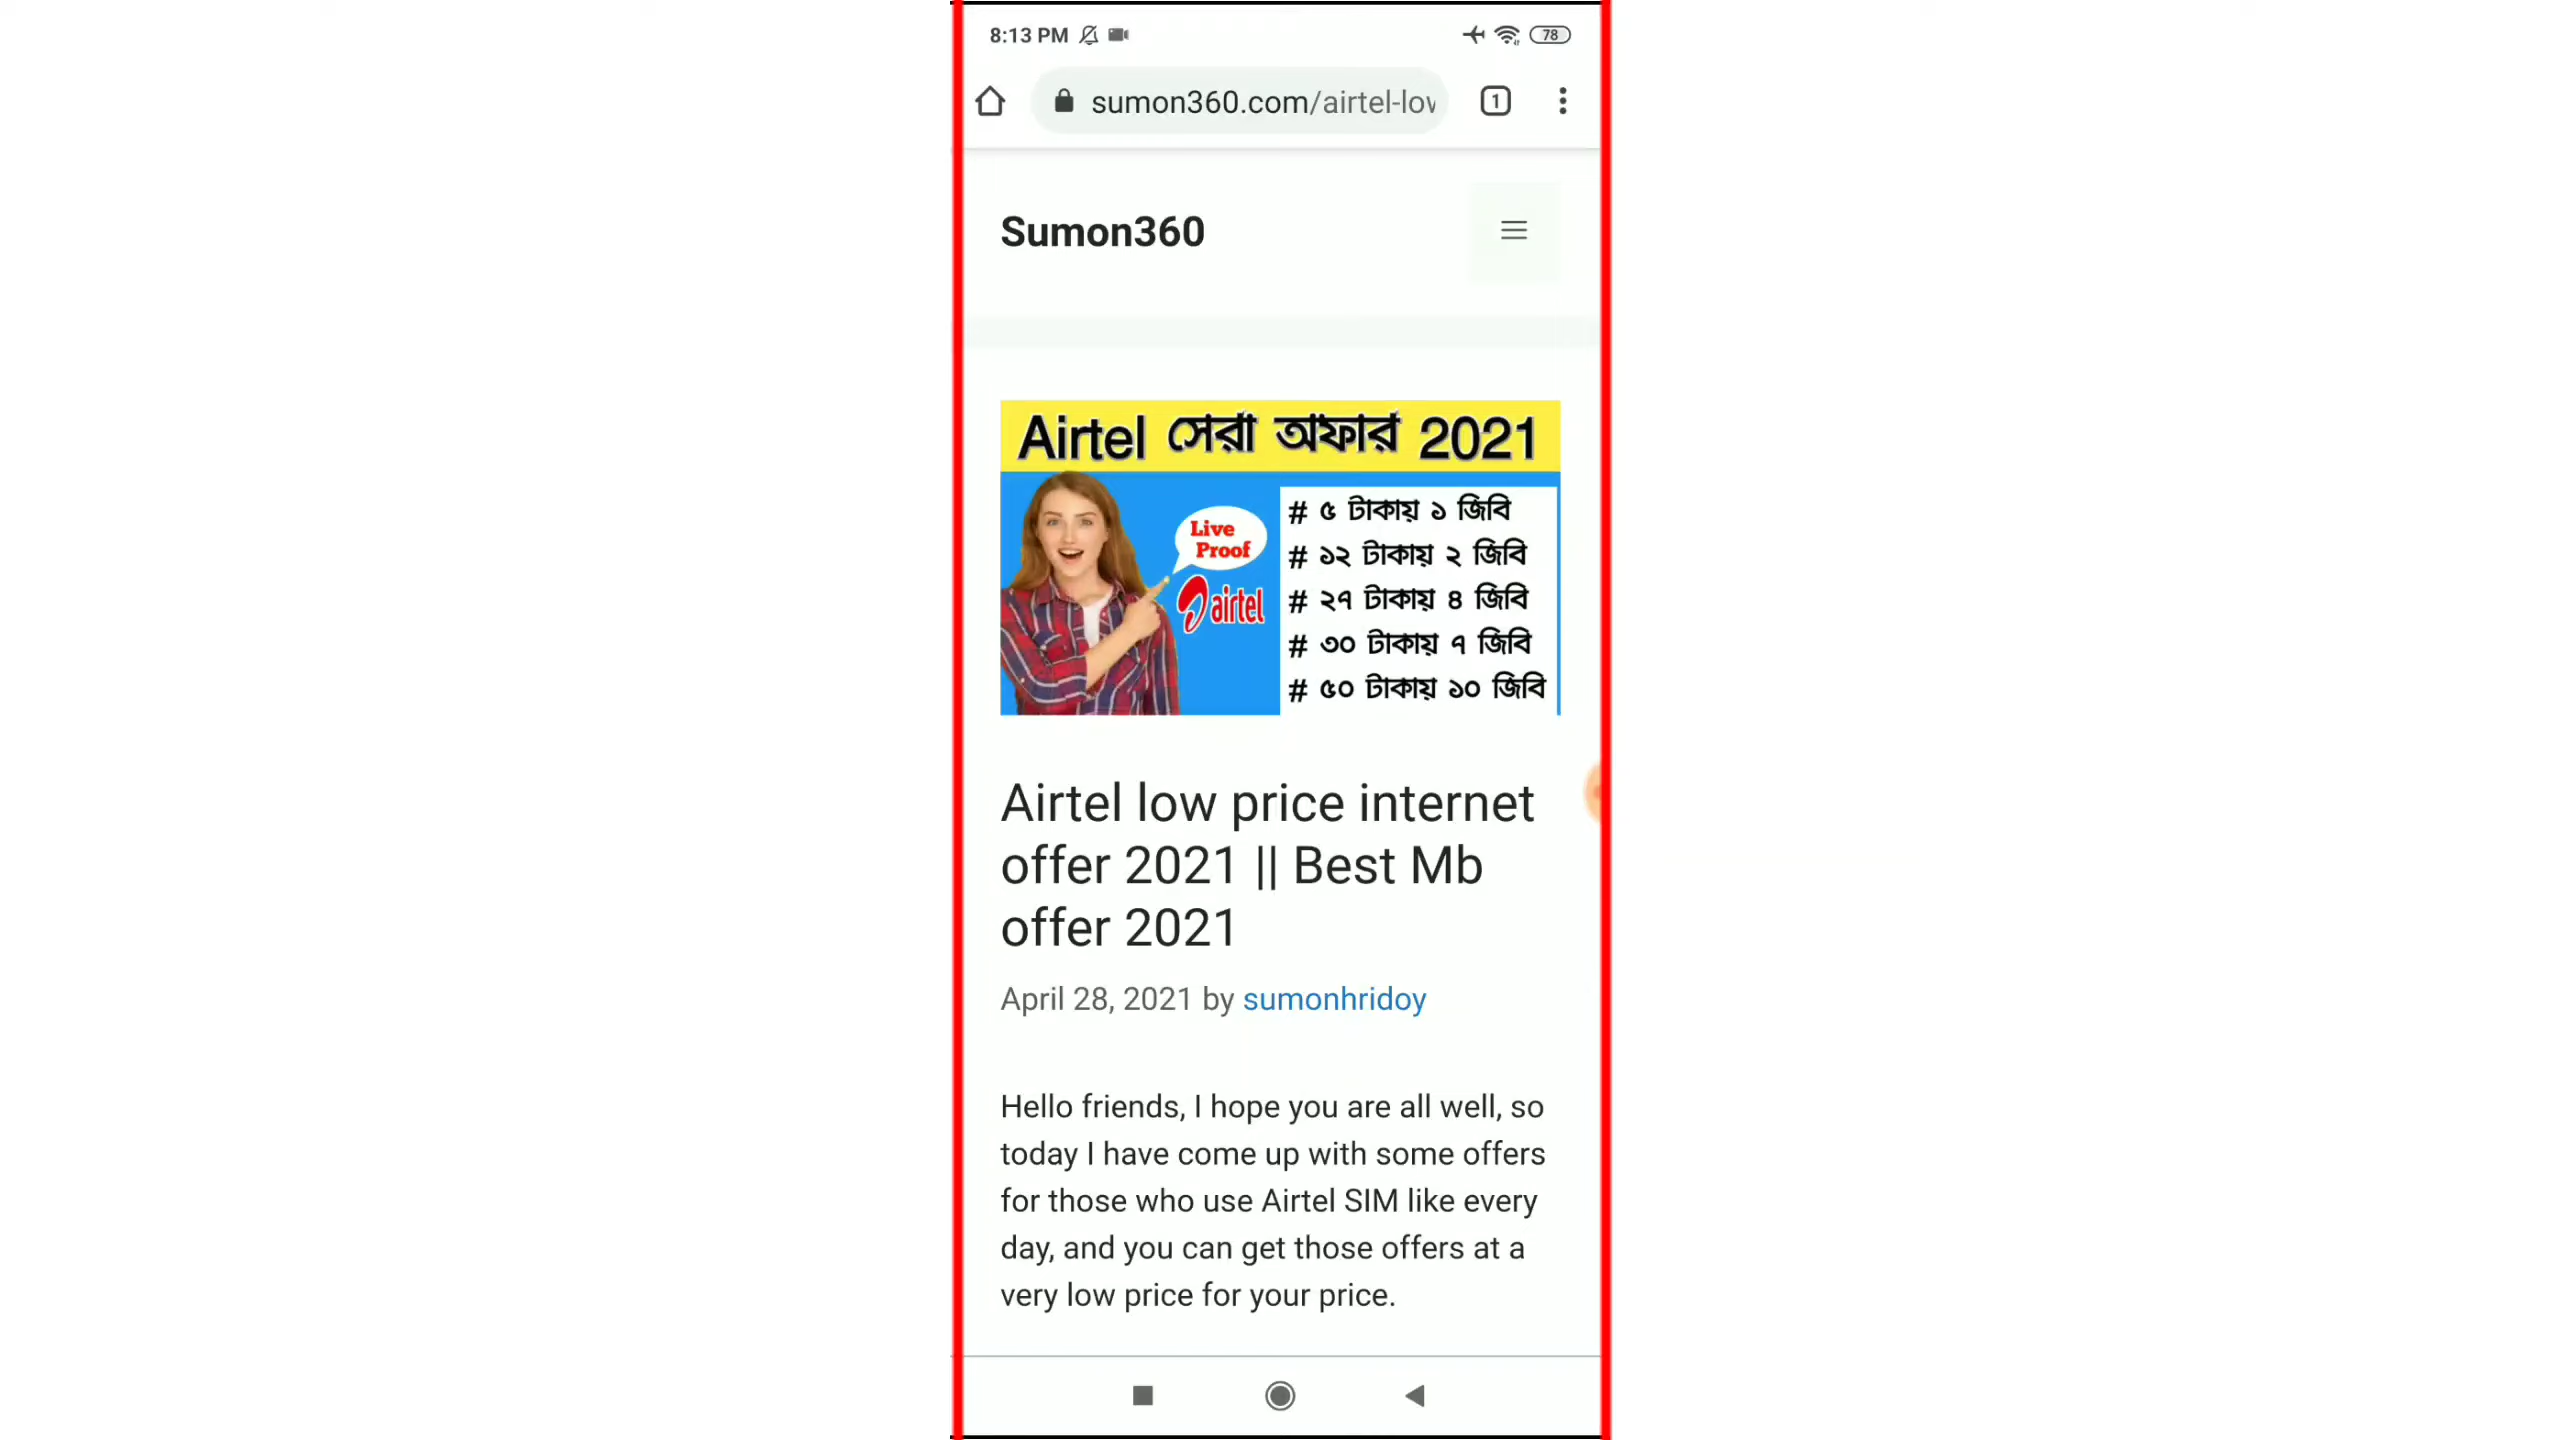 8:13 PM
78
sumon360.com/airtel-lov
1
Sumon360
Airtel সেরা অফার 2021
Live
Proof
airtel
# ৫ টাকায় ১ জিবি
# ১২ টাকায় ২ জিবি
# ২৭ টাকায় ৪ জিবি
# ৩০ টাকায় ৭ জিবি
# ৫০ টাকায় ১০ জিবি
Airtel low price internet
offer 2021 || Best Mb
offer 2021
April 28, 2021 by sumonhridoy
Hello friends, I hope you are all well, so
today I have come up with some offers
for those who use Airtel SIM like every
day, and you can get those offers at a
very low price for your price.